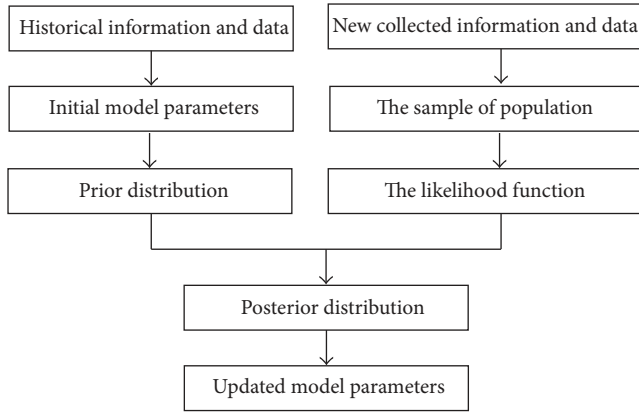 Historical information and data
New collected information and data
Initial model parameters
The sample of population
Prior distribution
The likelihood function
Posterior distribution
Updated model parameters